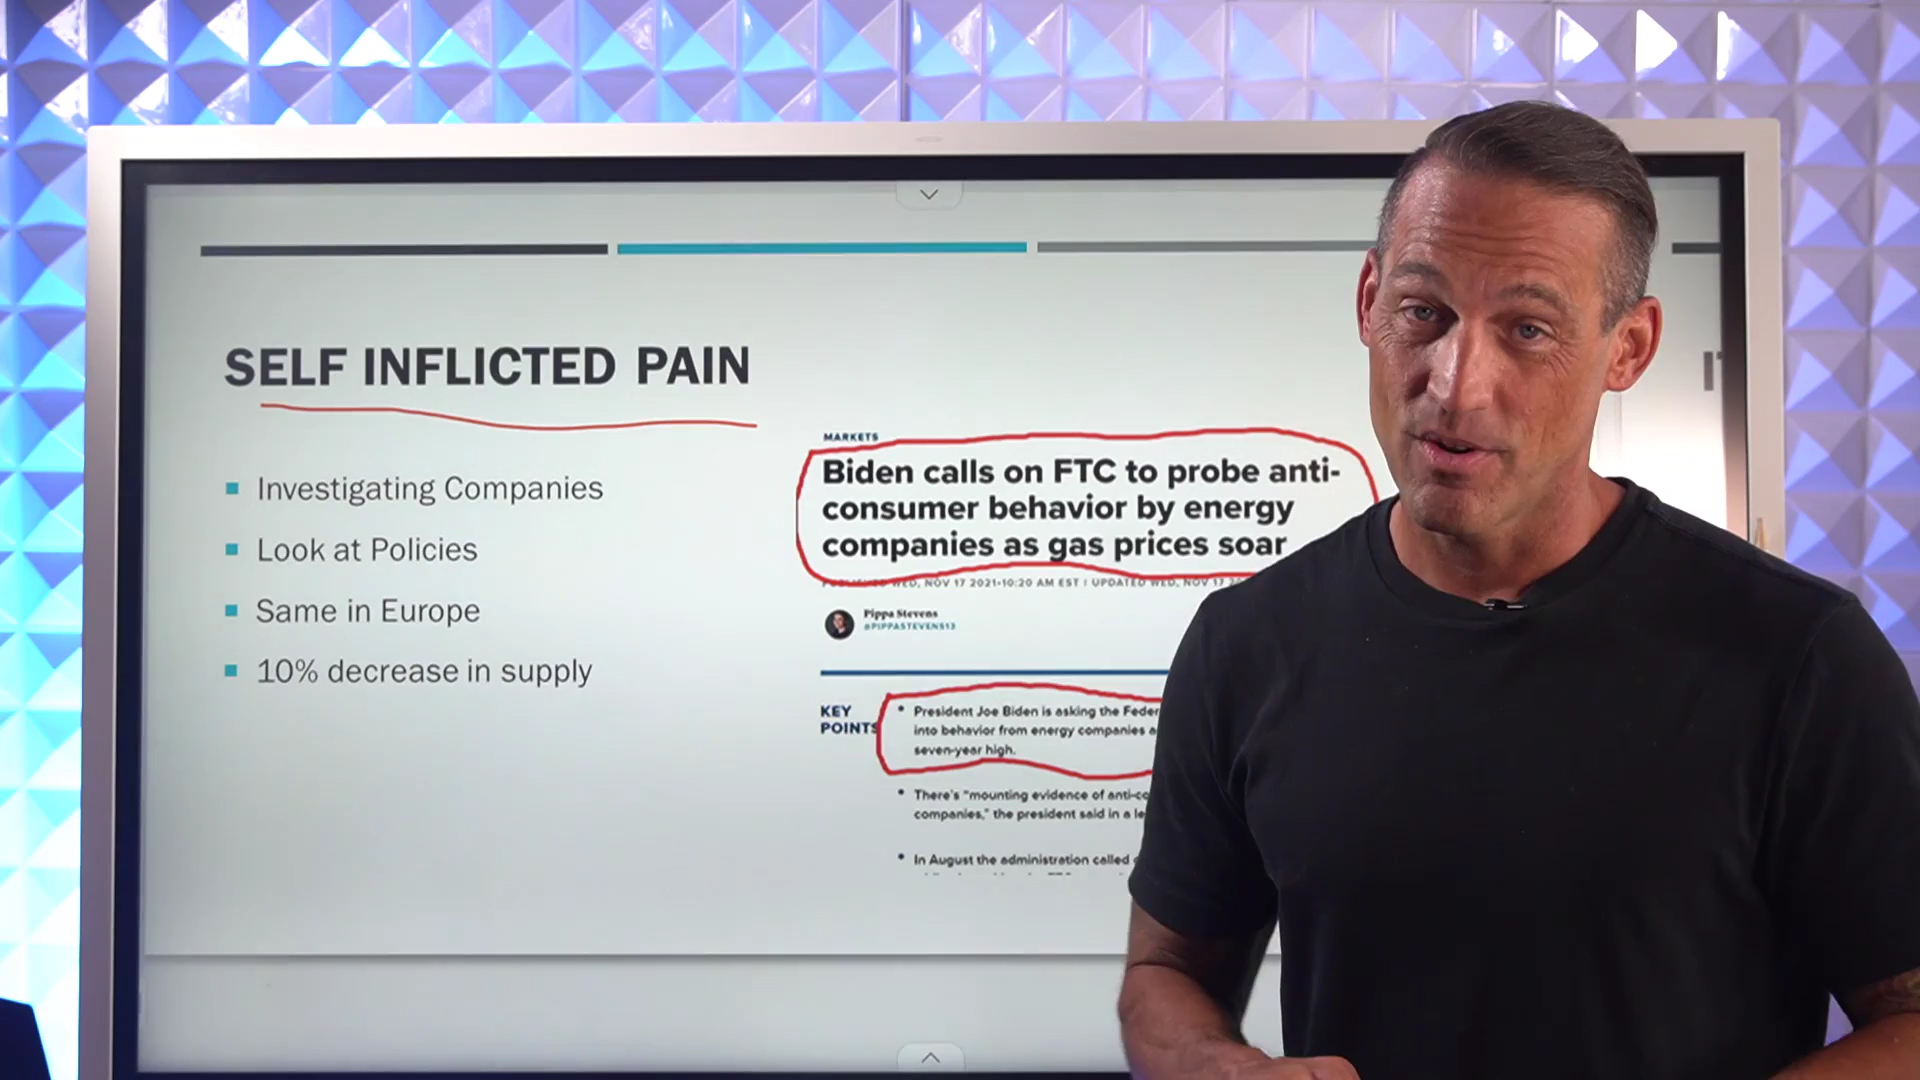 SELF INFLICTED PAIN
Investigating Companies
Look at Policies
Same in Europe
10% decrease in supply
MARKETS
Biden calls on FTC to probe anti-
consumer behavior by energy
companies as gas prices soar
PUBLISHED WED, NOV 17 2021-10:20 AM EST | UPDATED WED, NOV 17
Pippa Stevens
@PIPPASTEVENS13
KEY
POINTS
President Joe Biden is asking the
into behavior from energy companies
seven-year high.
There's "mounting evidence of
companies," the president said in a
In August the administration called